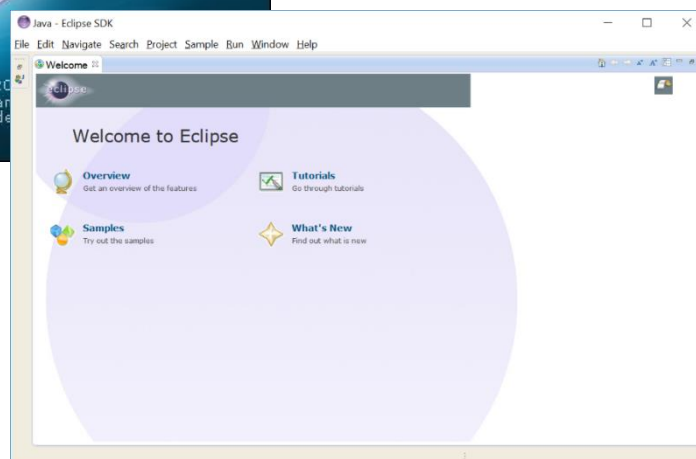 Java - Eclipse SDK
File Edit Navigate Search Project Sample Run Window Help
Welcome
eclipse
Welcome to Eclipse
Overview
Get an overview of the features
Tutorials
Go through tutorials
Samples
Try out the samples
What's New
Find out what is new